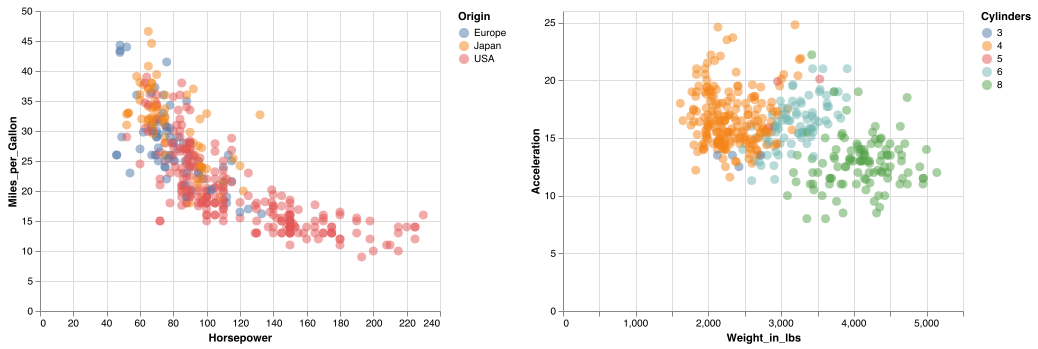 Miles_per_Gallon
50
45
40
35
30
25
20
15
10
5
0
0 20 40 60 80 100 120 140 160 180 200 220 240
Horsepower
Origin
Europe
Japan
USA
Acceleration
25
20
15
10
5
0
0 1,000 2,000 3,000 4,000 5,000
Weight_in_lbs
Cylinders
3
4
5
6
8